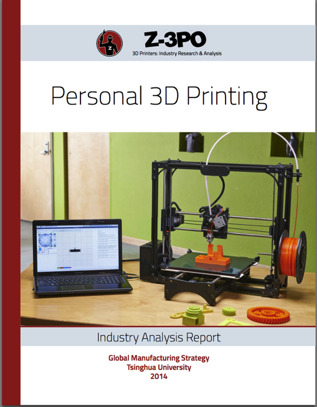 Z-3PO
3D Printers: Industry Research & Analysis
Personal 3D Printing
Industry Analysis Report
Global Manufacturing Strategy
Tsinghua University
2014